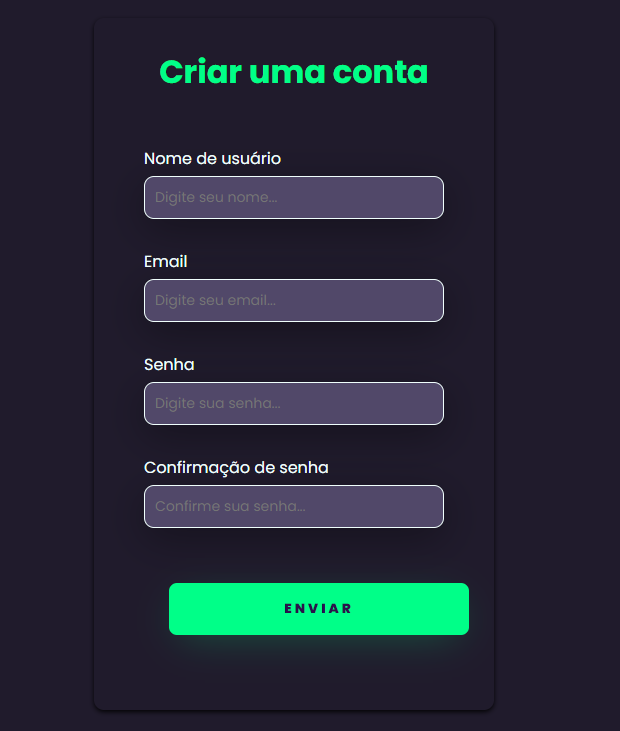 Criar uma conta
Nome de usuário
Digite seu nome...
Email
Digite seu email...
Senha
Digite sua senha...
Confirmação de senha
Confirme sua senha...
ENVIAR